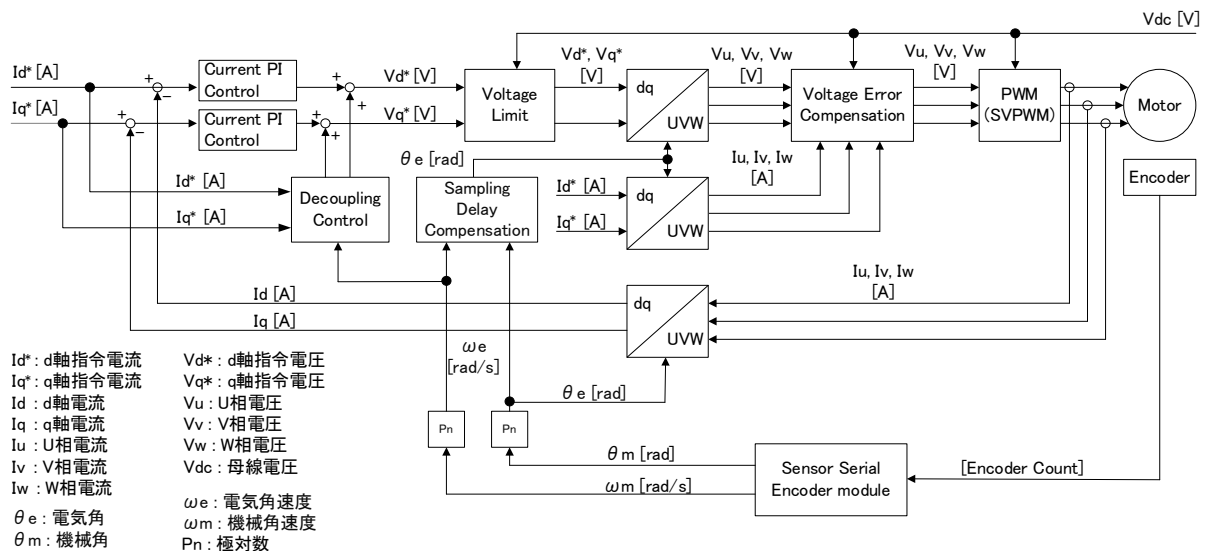 Vdc [V]
Id* [A]
+
−
Current PI
Control
+
+
Vd* [V]
Voltage
Limit
Vd*, Vq*
[V]
dq
UVW
Vu, Vv, Vw
[V]
Voltage Error
Compensation
Vu, Vv, Vw
[V]
PWM
(SVPWM)
Motor
Iq* [A]
+
−
Current PI
Control
+
+
Vq* [V]
θe [rad]
Id* [A]
Iq* [A]
Decoupling
Control
Sampling
Delay
Compensation
Id* [A]
Iq* [A]
dq
UVW
Iu, Iv, Iw
[A]
Encoder
Id [A]
Iq [A]
dq
UVW
Iu, Iv, Iw
[A]
ωe
[rad/s]
θe [rad]
Pn
Pn
θm [rad]
ωm [rad/s]
Sensor Serial
Encoder module
[Encoder Count]
Id* : d軸指令電流
Iq* : q軸指令電流
Id : d軸電流
Iq : q軸電流
Iu : U相電流
Iv : V相電流
Iw : W相電流
θe : 電気角
θm : 機械角
Vd* : d軸指令電圧
Vq* : q軸指令電圧
Vu : U相電圧
Vv : V相電圧
Vw : W相電圧
Vdc : 母線電圧
ωe : 電気角速度
ωm : 機械角速度
Pn : 極対数